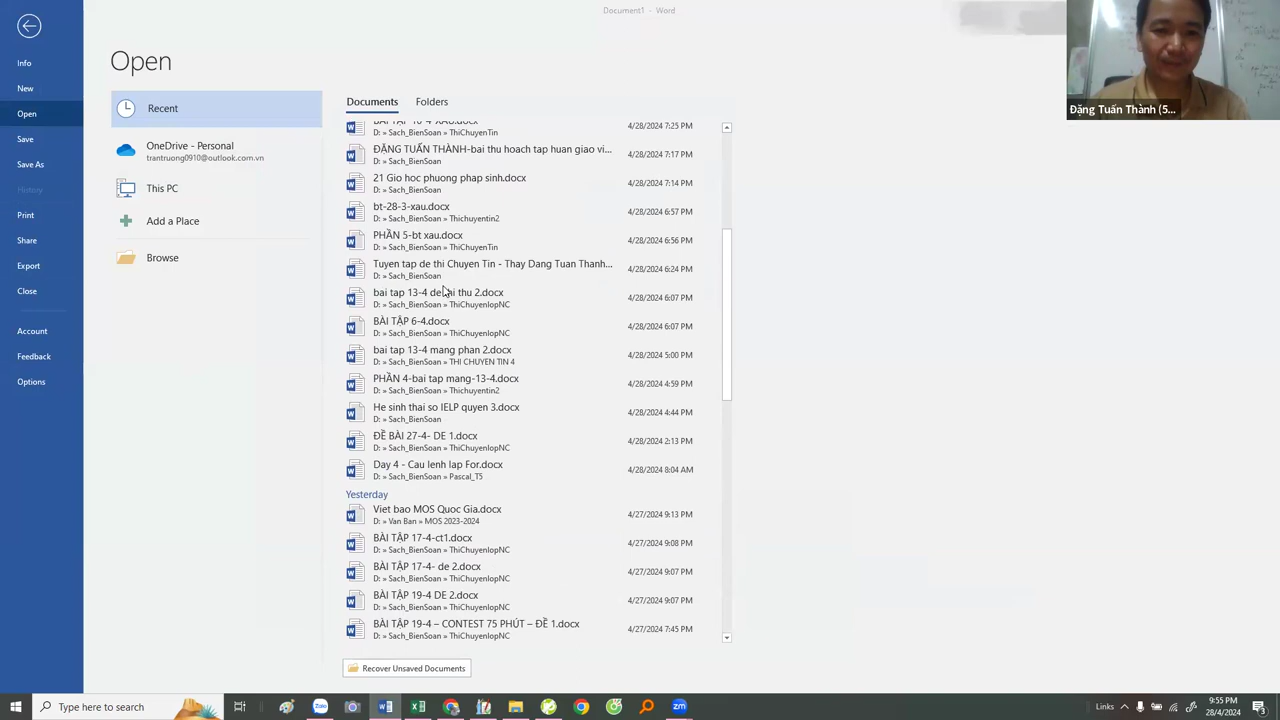 Document1 - Word
Đặng Tuấn Thành (5...
Info
New
Open
Save
Save As
History
Print
Share
Export
Close
Account
Feedback
Options
Open
Recent
OneDrive - Personal
trantruong0910@outlook.com.vn
This PC
Add a Place
Browse
Documents Folders
BÀI TẬP 10-4-XAU.docx 4/28/2024 7:25 PM
D: » Sach_BienSoan » ThiChuyenTin
ĐẶNG TUẤN THÀNH-bai thu hoach tap huan giao vi... 4/28/2024 7:17 PM
D: » Sach_BienSoan
21 Gio hoc phuong phap sinh.docx 4/28/2024 7:14 PM
D: » Sach_BienSoan
bt-28-3-xau.docx 4/28/2024 6:57 PM
D: » Sach_BienSoan » Thichuyentin2
PHẦN 5-bt xau.docx 4/28/2024 6:56 PM
D: » Sach_BienSoan » ThiChuyenTin
Tuyen tap de thi Chuyen Tin - Thay Dang Tuan Thanh... 4/28/2024 6:24 PM
D: » Sach_BienSoan
bai tap 13-4 de thi thu 2.docx 4/28/2024 6:07 PM
D: » Sach_BienSoan » ThiChuyenlopNC
BÀI TẬP 6-4.docx 4/28/2024 6:07 PM
D: » Sach_BienSoan » ThiChuyenlopNC
bai tap 13-4 mang phan 2.docx 4/28/2024 5:00 PM
D: » Sach_BienSoan » THI CHUYEN TIN 4
PHẦN 4-bai tap mang-13-4.docx 4/28/2024 4:59 PM
D: » Sach_BienSoan » Thichuyentin2
He sinh thai so IELP quyen 3.docx 4/28/2024 4:44 PM
D: » Sach_BienSoan
ĐỀ BÀI 27-4- DE 1.docx 4/28/2024 2:13 PM
D: » Sach_BienSoan » ThiChuyenlopNC
Day 4 - Cau lenh lap For.docx 4/28/2024 8:04 AM
D: » Sach_BienSoan » Pascal_T5
Yesterday
Viet bao MOS Quoc Gia.docx 4/27/2024 9:13 PM
D: » Van Ban » MOS 2023-2024
BÀI TẬP 17-4-ct1.docx 4/27/2024 9:08 PM
D: » Sach_BienSoan » ThiChuyenlopNC
BÀI TẬP 17-4- de 2.docx 4/27/2024 9:07 PM
D: » Sach_BienSoan » ThiChuyenlopNC
BÀI TẬP 19-4 DE 2.docx 4/27/2024 9:07 PM
D: » Sach_BienSoan » ThiChuyenlopNC
BÀI TẬP 19-4 – CONTEST 75 PHÚT – ĐỀ 1.docx 4/27/2024 7:45 PM
D: » Sach_BienSoan » ThiChuyenlopNC
Recover Unsaved Documents
Type here to search
Zalo
zm
Links
9:55 PM
28/4/2024
3